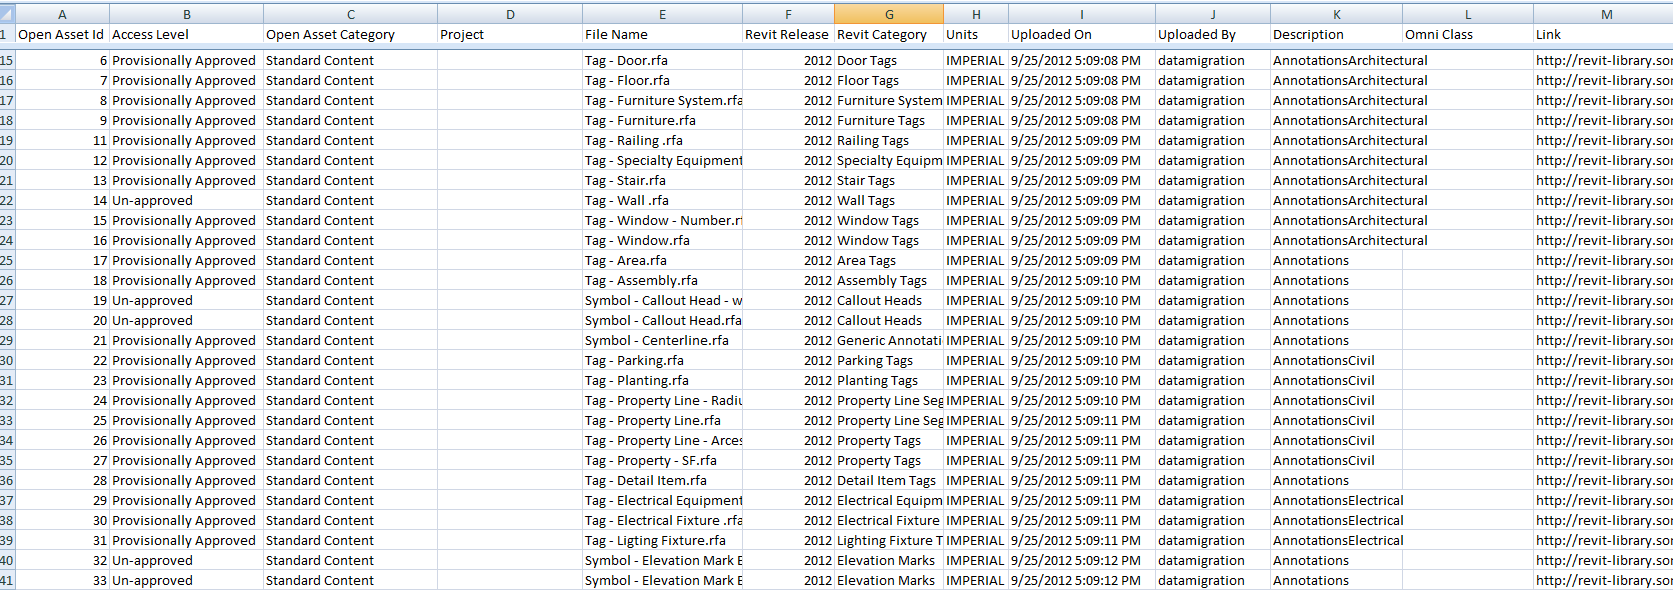 A B C D E F G H I J K L M
1 Open Asset Id Access Level Open Asset Category Project File Name Revit Release Revit Category Units Uploaded On Uploaded By Description Omni Class Link
15 6 Provisionally Approved Standard Content Tag - Door.rfa 2012 Door Tags IMPERIAL 9/25/2012 5:09:08 PM datamigration AnnotationsArchitectural http://revit-library.so
16 7 Provisionally Approved Standard Content Tag - Floor.rfa 2012 Floor Tags IMPERIAL 9/25/2012 5:09:08 PM datamigration AnnotationsArchitectural http://revit-library.so
17 8 Provisionally Approved Standard Content Tag - Furniture System.rfa 2012 Furniture System IMPERIAL 9/25/2012 5:09:08 PM datamigration AnnotationsArchitectural http://revit-library.so
18 9 Provisionally Approved Standard Content Tag - Furniture.rfa 2012 Furniture Tags IMPERIAL 9/25/2012 5:09:08 PM datamigration AnnotationsArchitectural http://revit-library.so
19 11 Provisionally Approved Standard Content Tag - Railing .rfa 2012 Railing Tags IMPERIAL 9/25/2012 5:09:09 PM datamigration AnnotationsArchitectural http://revit-library.so
20 12 Provisionally Approved Standard Content Tag - Specialty Equipment 2012 Specialty Equipm IMPERIAL 9/25/2012 5:09:09 PM datamigration AnnotationsArchitectural http://revit-library.so
21 13 Provisionally Approved Standard Content Tag - Stair.rfa 2012 Stair Tags IMPERIAL 9/25/2012 5:09:09 PM datamigration AnnotationsArchitectural http://revit-library.so
22 14 Un-approved Standard Content Tag - Wall .rfa 2012 Wall Tags IMPERIAL 9/25/2012 5:09:09 PM datamigration AnnotationsArchitectural http://revit-library.so
23 15 Provisionally Approved Standard Content Tag - Window - Number.r 2012 Window Tags IMPERIAL 9/25/2012 5:09:09 PM datamigration AnnotationsArchitectural http://revit-library.so
24 16 Provisionally Approved Standard Content Tag - Window.rfa 2012 Window Tags IMPERIAL 9/25/2012 5:09:09 PM datamigration AnnotationsArchitectural http://revit-library.so
25 17 Provisionally Approved Standard Content Tag - Area.rfa 2012 Area Tags IMPERIAL 9/25/2012 5:09:09 PM datamigration Annotations http://revit-library.so
26 18 Provisionally Approved Standard Content Tag - Assembly.rfa 2012 Assembly Tags IMPERIAL 9/25/2012 5:09:10 PM datamigration Annotations http://revit-library.so
27 19 Un-approved Standard Content Symbol - Callout Head - w 2012 Callout Heads IMPERIAL 9/25/2012 5:09:10 PM datamigration Annotations http://revit-library.so
28 20 Un-approved Standard Content Symbol - Callout Head.rfa 2012 Callout Heads IMPERIAL 9/25/2012 5:09:10 PM datamigration Annotations http://revit-library.so
29 21 Provisionally Approved Standard Content Symbol - Centerline.rfa 2012 Generic Annotati IMPERIAL 9/25/2012 5:09:10 PM datamigration Annotations http://revit-library.so
30 22 Provisionally Approved Standard Content Tag - Parking.rfa 2012 Parking Tags IMPERIAL 9/25/2012 5:09:10 PM datamigration AnnotationsCivil http://revit-library.so
31 23 Provisionally Approved Standard Content Tag - Planting.rfa 2012 Planting Tags IMPERIAL 9/25/2012 5:09:10 PM datamigration AnnotationsCivil http://revit-library.so
32 24 Provisionally Approved Standard Content Tag - Property Line - Radiu 2012 Property Line Seg IMPERIAL 9/25/2012 5:09:10 PM datamigration AnnotationsCivil http://revit-library.so
33 25 Provisionally Approved Standard Content Tag - Property Line.rfa 2012 Property Line Seg IMPERIAL 9/25/2012 5:09:11 PM datamigration AnnotationsCivil http://revit-library.so
34 26 Provisionally Approved Standard Content Tag - Property Line - Arces 2012 Property Tags IMPERIAL 9/25/2012 5:09:11 PM datamigration AnnotationsCivil http://revit-library.so
35 27 Provisionally Approved Standard Content Tag - Property - SF.rfa 2012 Property Tags IMPERIAL 9/25/2012 5:09:11 PM datamigration AnnotationsCivil http://revit-library.so
36 28 Provisionally Approved Standard Content Tag - Detail Item.rfa 2012 Detail Item Tags IMPERIAL 9/25/2012 5:09:11 PM datamigration Annotations http://revit-library.so
37 29 Provisionally Approved Standard Content Tag - Electrical Equipment 2012 Electrical Equipm IMPERIAL 9/25/2012 5:09:11 PM datamigration AnnotationsElectrical http://revit-library.so
38 30 Provisionally Approved Standard Content Tag - Electrical Fixture .rfa 2012 Electrical Fixture IMPERIAL 9/25/2012 5:09:11 PM datamigration AnnotationsElectrical http://revit-library.so
39 31 Provisionally Approved Standard Content Tag - Ligting Fixture.rfa 2012 Lighting Fixture T IMPERIAL 9/25/2012 5:09:11 PM datamigration AnnotationsElectrical http://revit-library.so
40 32 Un-approved Standard Content Symbol - Elevation Mark E 2012 Elevation Marks IMPERIAL 9/25/2012 5:09:12 PM datamigration Annotations http://revit-library.so
41 33 Un-approved Standard Content Symbol - Elevation Mark E 2012 Elevation Marks IMPERIAL 9/25/2012 5:09:12 PM datamigration Annotations http://revit-library.so